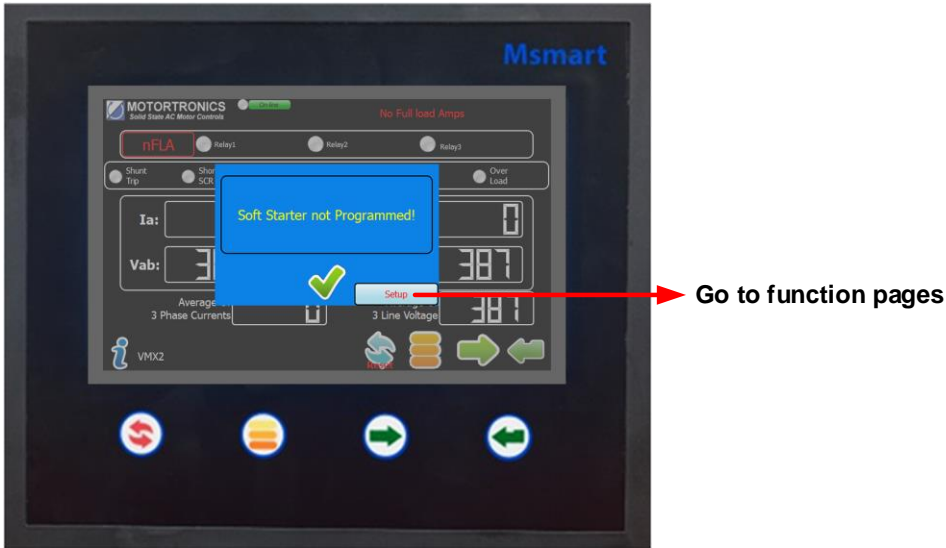 Msmart
MOTORTRONICS
Solid State AC Motor Controls
On-line
No Full load Amps
nFLA
Relay1
Relay2
Relay3
Shunt
Trip
SCR
Over
Load
Soft Starter not Programmed!
Ia:
0
Vab:
387
Setup
Go to function pages
Average
3 Phase Currents
0
3 Line Voltage
387
VMX2
Reset